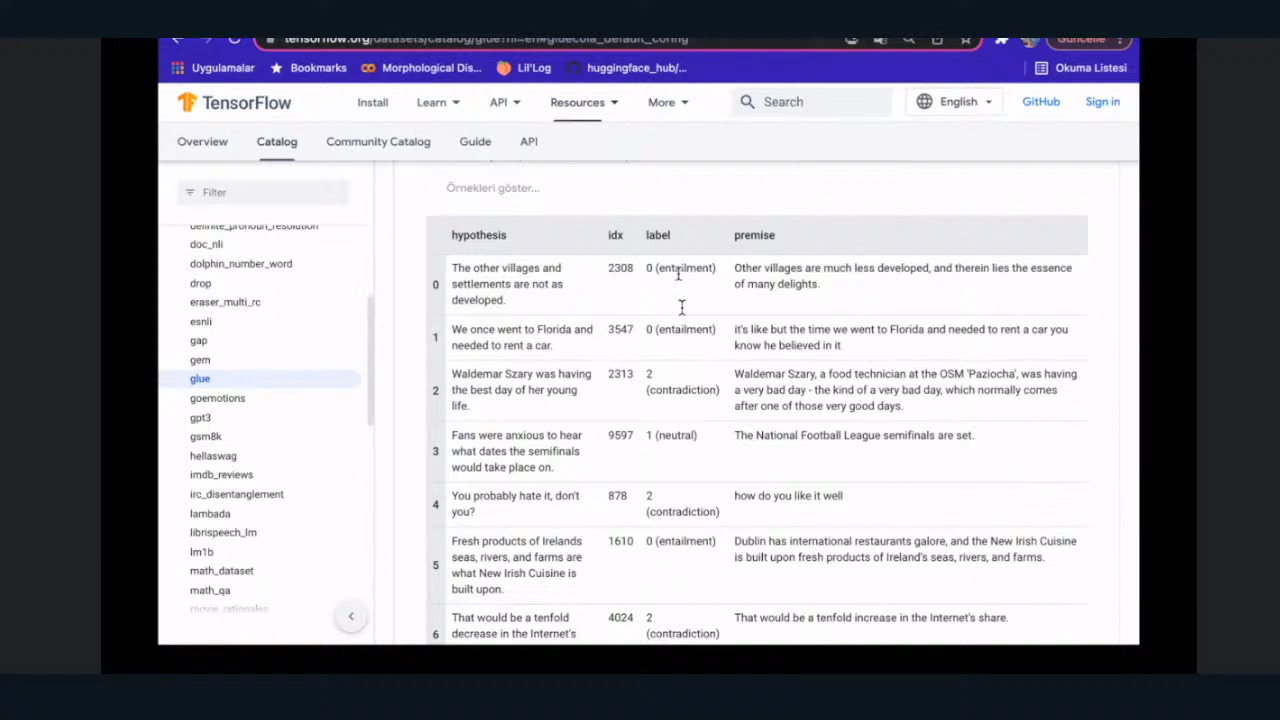 tensorflow.org/datasets/catalog/glue?hl=en#gluecola_default_config
Güncelle
Uygulamalar
Bookmarks
Morphological Dis...
Lil'Log
huggingface_hub/...
Okuma Listesi
TensorFlow
Install
Learn
API
Resources
More
Search
English
GitHub
Sign in
Overview
Catalog
Community Catalog
Guide
API
Filter
definite_pronoun_resolution
doc_nli
dolphin_number_word
drop
eraser_multi_rc
esnli
gap
gem
glue
goemotions
gpt3
gsm8k
hellaswag
imdb_reviews
irc_disentanglement
lambada
librispeech_lm
lm1b
math_dataset
math_qa
movie_rationales
Örnekleri göster...
hypothesis idx label premise
0 The other villages and 2308 0 (entailment) Other villages are much less developed, and therein lies the essence
settlements are not as of many delights.
developed.
1 We once went to Florida and 3547 0 (entailment) it's like but the time we went to Florida and needed to rent a car you
needed to rent a car. know he believed in it
2 Waldemar Szary was having 2313 2 Waldemar Szary, a food technician at the OSM 'Paziocha', was having
the best day of her young (contradiction) a very bad day - the kind of a very bad day, which normally comes
life. after one of those very good days.
3 Fans were anxious to hear 9597 1 (neutral) The National Football League semifinals are set.
what dates the semifinals
would take place on.
4 You probably hate it, don't 878 2 how do you like it well
you? (contradiction)
5 Fresh products of Irelands 1610 0 (entailment) Dublin has international restaurants galore, and the New Irish Cuisine
seas, rivers, and farms are is built upon fresh products of Ireland's seas, rivers, and farms.
what New Irish Cuisine is
built upon.
6 That would be a tenfold 4024 2 That would be a tenfold increase in the Internet's share.
decrease in the Internet's (contradiction)